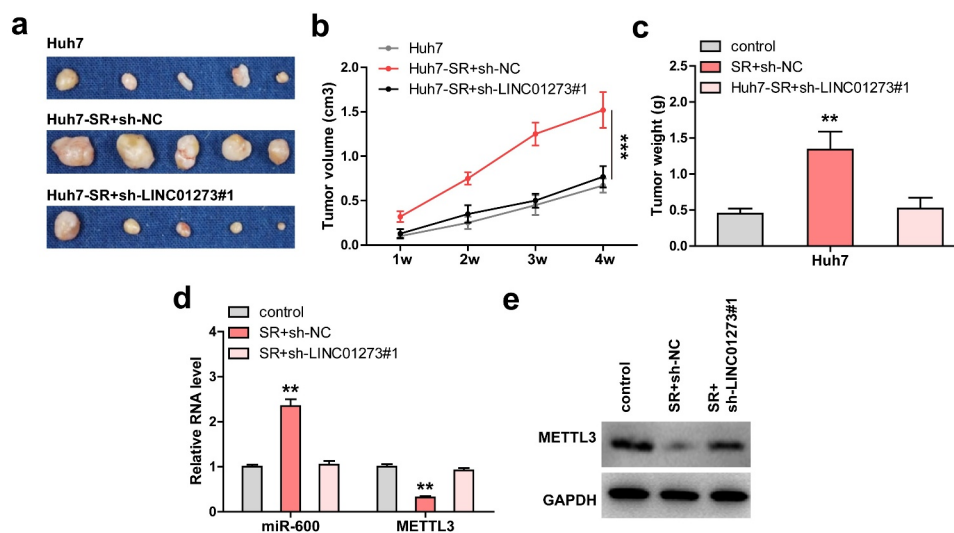 a
Huh7
Huh7-SR+sh-NC
Huh7-SR+sh-LINC01273#1
b
Huh7
Huh7-SR+sh-NC
Huh7-SR+sh-LINC01273#1
Tumor volume (cm3)
2.0
1.5
1.0
0.5
0.0
***
1w 2w 3w 4w
c
control
SR+sh-NC
Huh7-SR+sh-LINC01273#1
Tumor weight (g)
2.5
2.0
1.5
1.0
0.5
0.0
**
Huh7
d
control
SR+sh-NC
SR+sh-LINC01273#1
Relative RNA level
4
3
2
1
0
**
**
miR-600 METTL3
e
control
SR+sh-NC
SR+
sh-LINC01273#1
METTL3
GAPDH